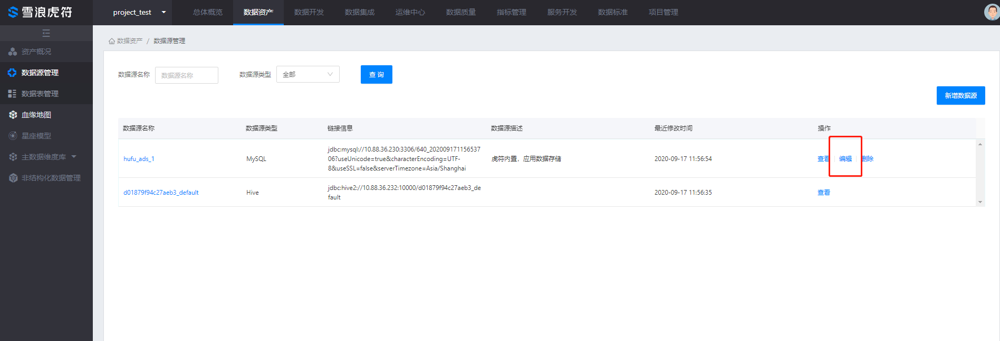 雪浪虎符
project_test
总体概览
数据资产
数据开发
数据集成
运维中心
数据质量
指标管理
服务开发
数据标准
项目管理
资产概况
数据源管理
数据表管理
血缘地图
星座模型
主数据维度库
非结构化数据管理
数据资产 / 数据源管理
数据源名称
数据源名称
数据源类型
全部
查 询
新增数据源
数据源名称
数据源类型
链接信息
数据源描述
最近修改时间
操作
hufu_ads_1
MySQL
jdbc:mysql://10.88.36.230:3306/640_202009171156537
06?useUnicode=true&characterEncoding=UTF-
8&useSSL=false&serverTimezone=Asia/Shanghai
虎符内置，应用数据存储
2020-09-17 11:56:54
查看
编辑
删除
d01879f94c27aeb3_default
Hive
jdbc:hive2://10.88.36.232:10000/d01879f94c27aeb3_de
fault
2020-09-17 11:56:35
查看